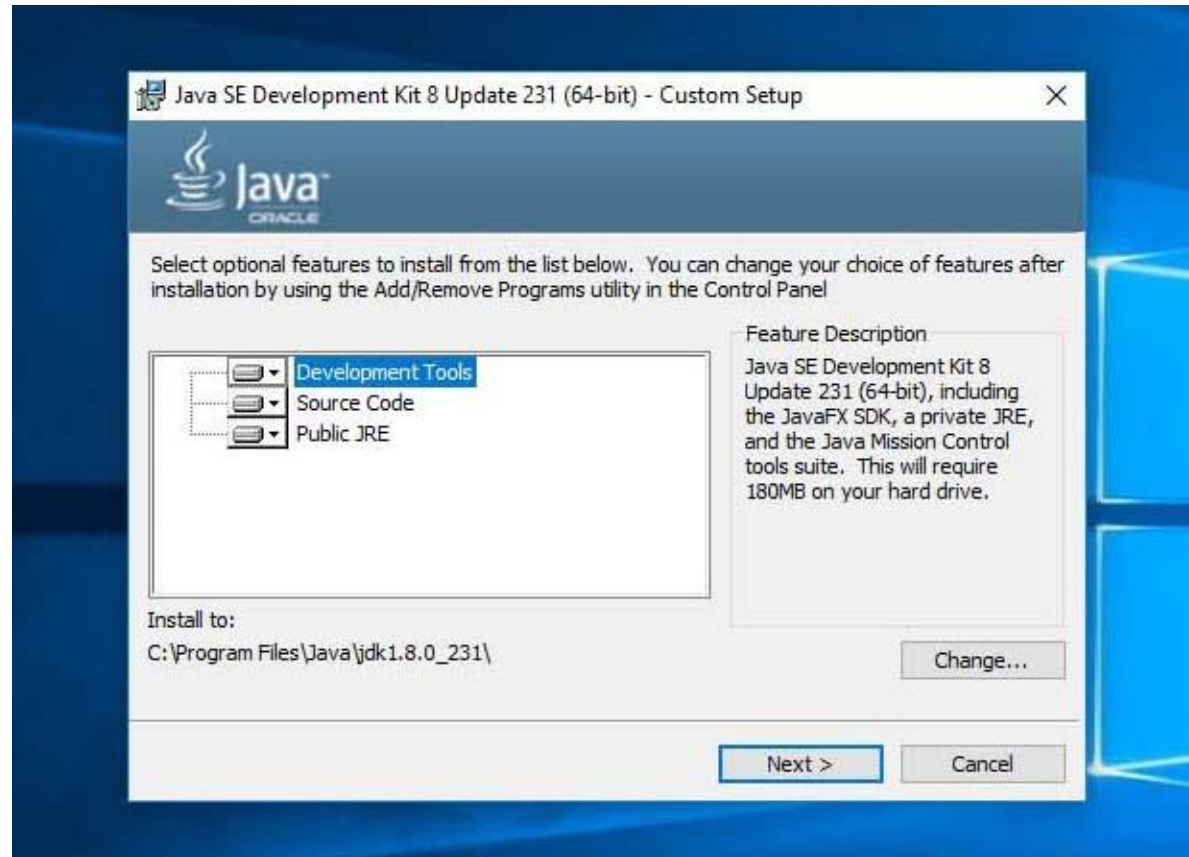 Java SE Development Kit 8 Update 231 (64-bit) - Custom Setup
Java™
ORACLE
Select optional features to install from the list below.  You can change your choice of features after
installation by using the Add/Remove Programs utility in the Control Panel
Development Tools
Source Code
Public JRE
Feature Description
Java SE Development Kit 8
Update 231 (64-bit), including
the JavaFX SDK, a private JRE,
and the Java Mission Control
tools suite.  This will require
180MB on your hard drive.
Install to:
C:\Program Files\Java\jdk1.8.0_231\
Change...
Next >
Cancel